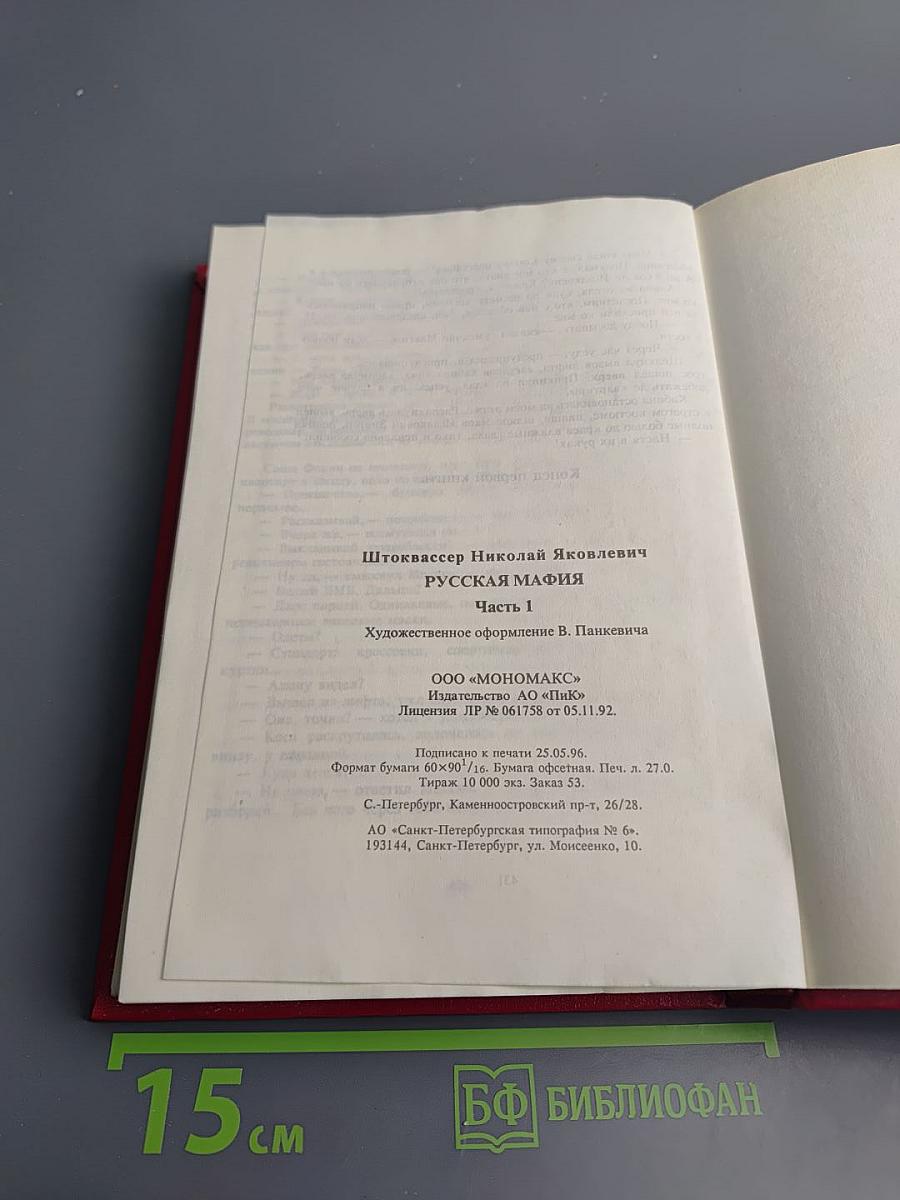 Штоквассер Николай Яковлевич
РУССКАЯ МАФИЯ
Часть 1
Художественное оформление В. Панкевича
ООО «МОНОМАКС»
Издательство АО «ПиК»
Лицензия ЛР № 061758 от 05.11.92.
Подписано к печати 25.05.96.
Формат бумаги 60×90 1/16. Бумага офсетная. Печ. л. 27.0.
Тираж 10 000 экз. Заказ 53.
С.-Петербург, Каменноостровский пр-т, 26/28.
АО «Санкт-Петербургская типография № 6».
193144, Санкт-Петербург, ул. Моисеенко, 10.
15 см
БФ БИБЛИОФАН